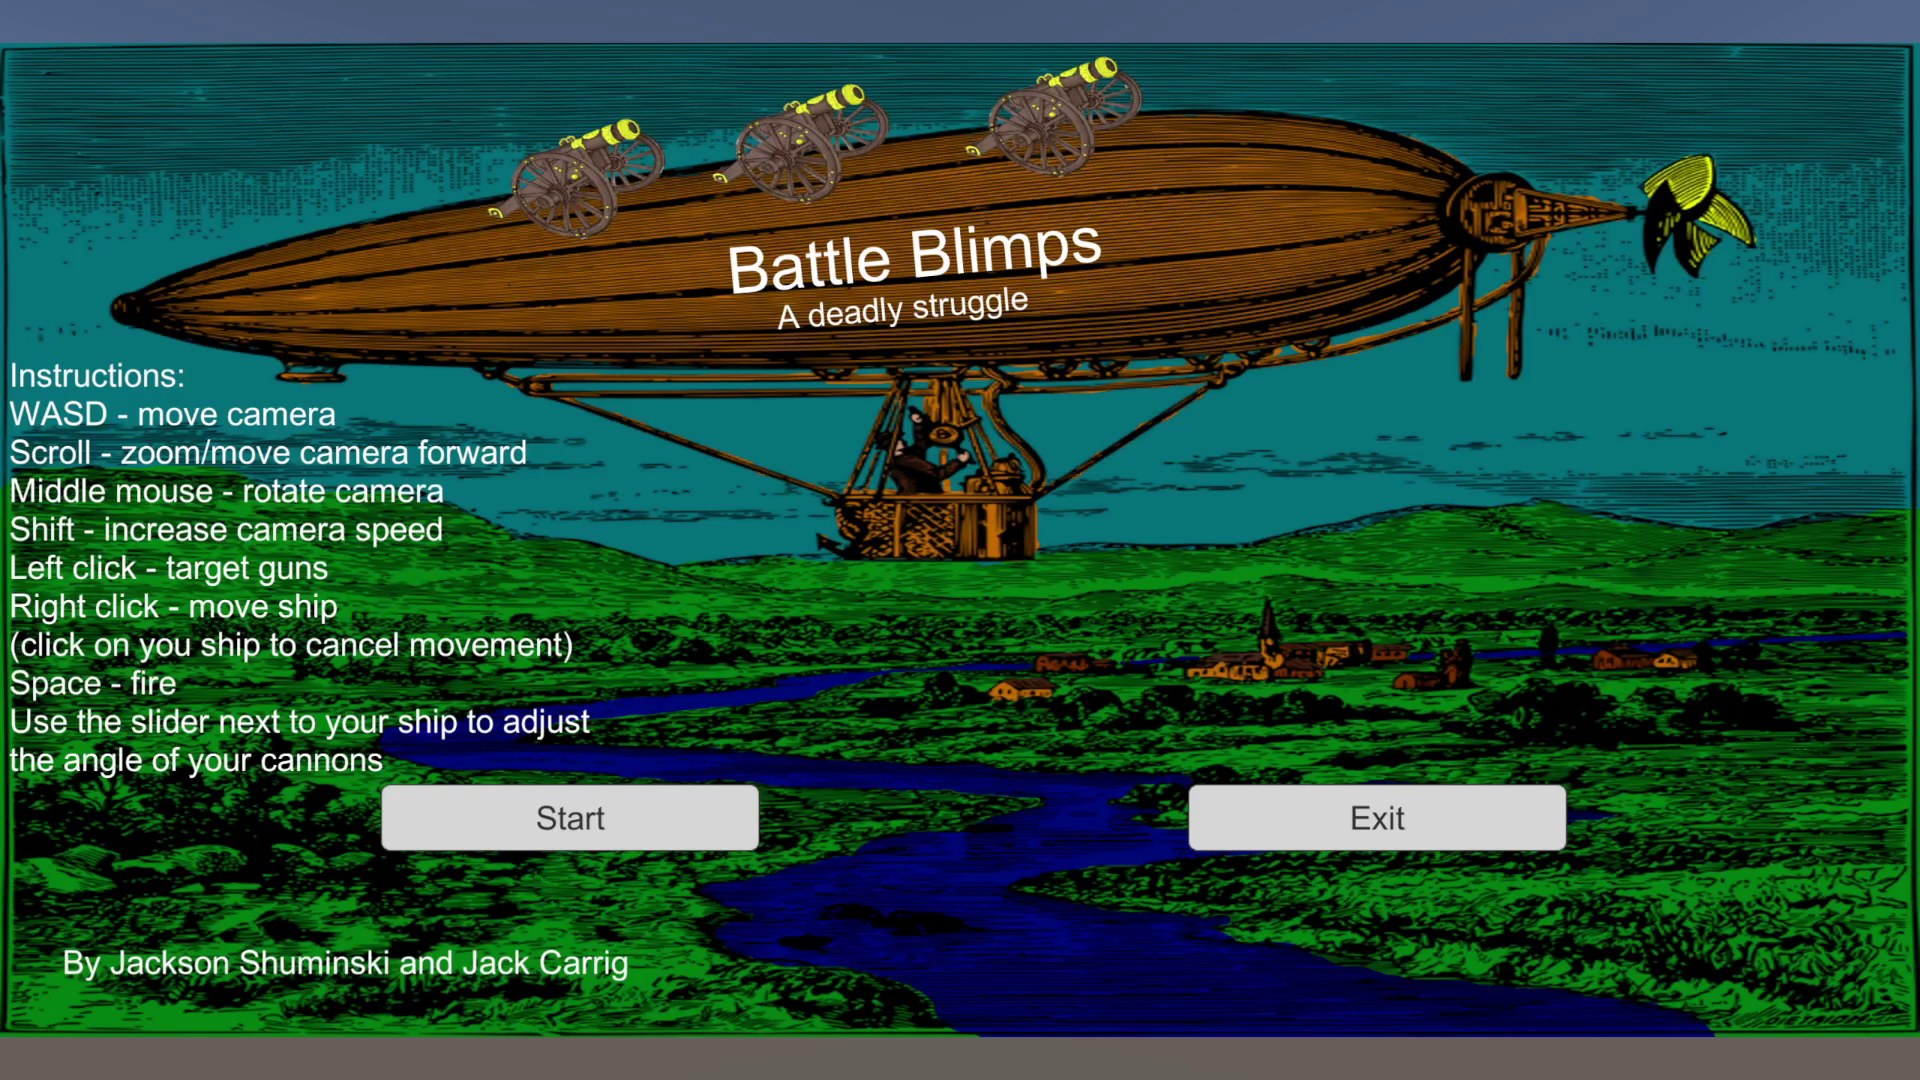 Battle Blimps
A deadly struggle
Instructions:
WASD - move camera
Scroll - zoom/move camera forward
Middle mouse - rotate camera
Shift - increase camera speed
Left click - target guns
Right click - move ship
(click on you ship to cancel movement)
Space - fire
Use the slider next to your ship to adjust
the angle of your cannons
Start
Exit
By Jackson Shuminski and Jack Carrig